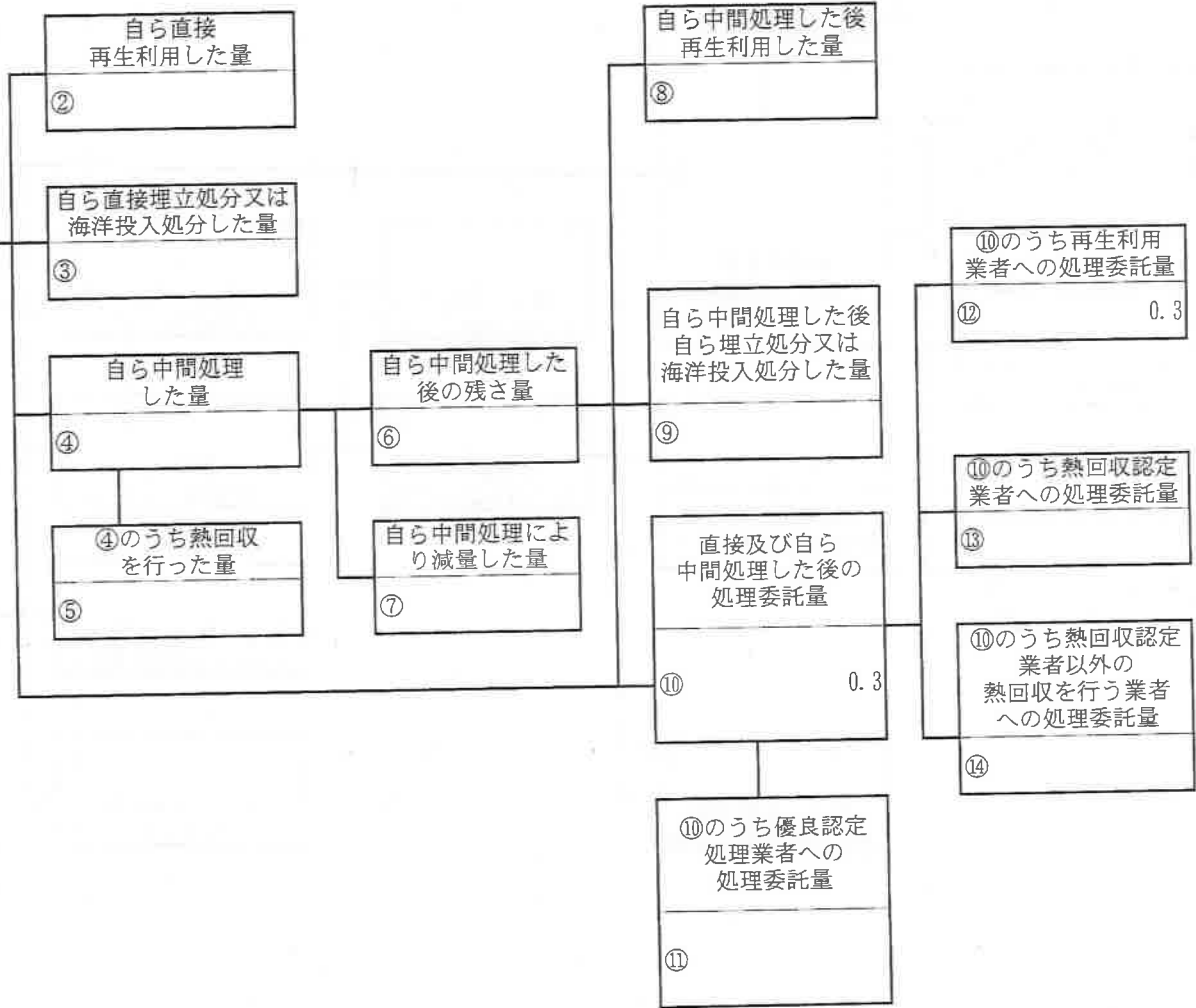 自ら直接
再生利用した量
②
自ら直接埋立処分又は
海洋投入処分した量
③
自ら中間処理
した量
④
④のうち熱回収
を行った量
⑤
自ら中間処理した
後の残さ量
⑥
自ら中間処理によ
り減量した量
⑦
自ら中間処理した後
再生利用した量
⑧
自ら中間処理した後
自ら埋立処分又は
海洋投入処分した量
⑨
直接及び自ら
中間処理した後の
処理委託量
⑩ 0.3
⑩のうち優良認定
処理業者への
処理委託量
⑪
⑩のうち再生利用
業者への処理委託量
⑫ 0.3
⑩のうち熱回収認定
業者への処理委託量
⑬
⑩のうち熱回収認定
業者以外の
熱回収を行う業者
への処理委託量
⑭